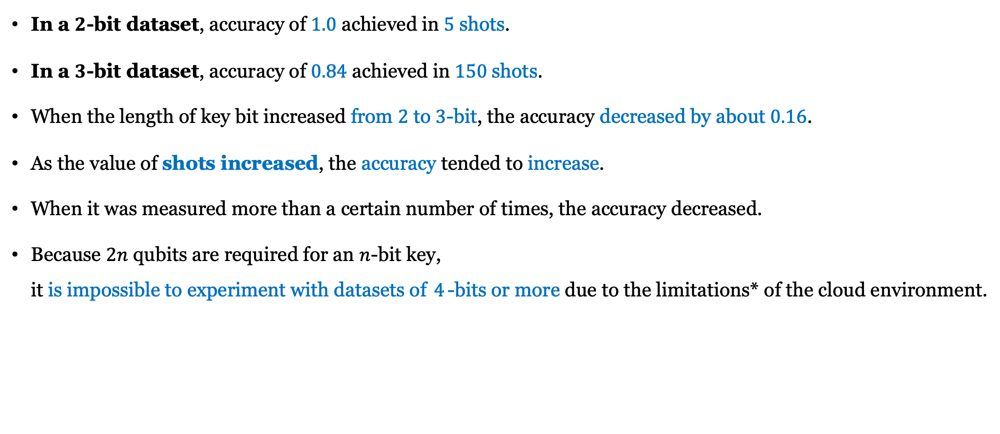 • In a 2-bit dataset, accuracy of 1.0 achieved in 5 shots.
• In a 3-bit dataset, accuracy of 0.84 achieved in 150 shots.
• When the length of key bit increased from 2 to 3-bit, the accuracy decreased by about 0.16.
• As the value of shots increased, the accuracy tended to increase.
• When it was measured more than a certain number of times, the accuracy decreased.
• Because 2n qubits are required for an n-bit key,
it is impossible to experiment with datasets of 4-bits or more due to the limitations* of the cloud environment.